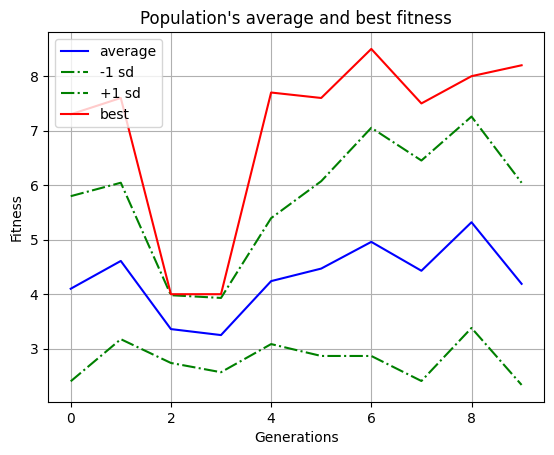 Population's average and best fitness
average
-1 sd
+1 sd
best
Fitness
8
7
6
5
4
3
0 2 4 6 8
Generations